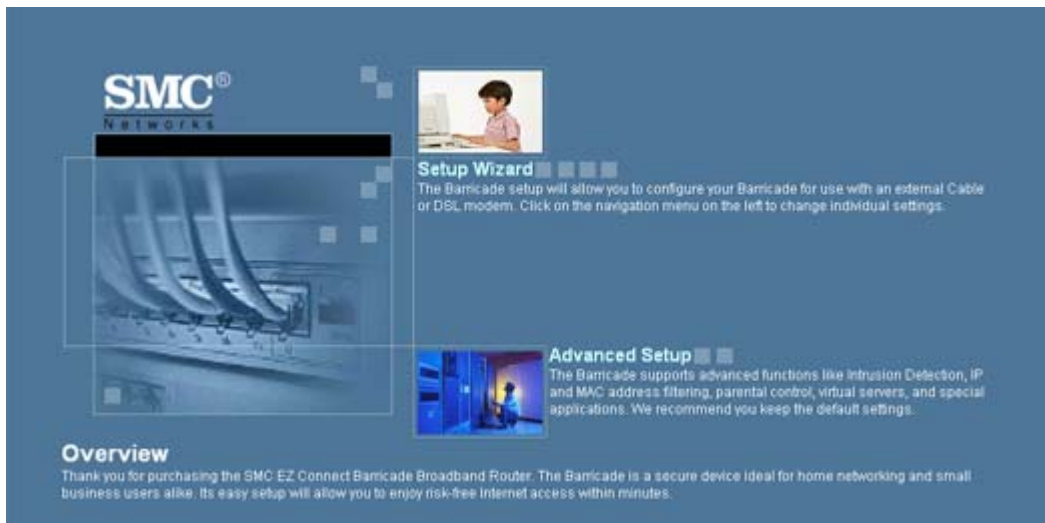 SMC®
Networks
Setup Wizard
The Barricade setup will allow you to configure your Barricade for use with an external Cable
or DSL modem. Click on the navigation menu on the left to change individual settings.
Advanced Setup
The Barricade supports advanced functions like Intrusion Detection, IP
and MAC address filtering, parental control, virtual servers, and special
applications. We recommend you keep the default settings.
Overview
Thank you for purchasing the SMC EZ Connect Barricade Broadband Router. The Barricade is a secure device ideal for home networking and small
business users alike. Its easy setup will allow you to enjoy risk-free Internet access within minutes.